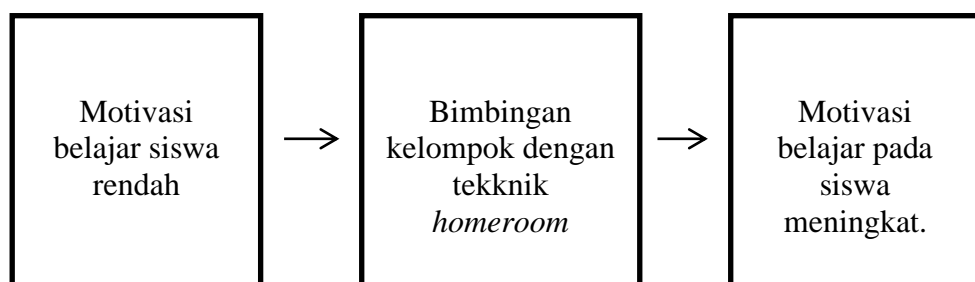 Motivasi
belajar siswa
rendah
Bimbingan
kelompok dengan
tekknik
homeroom
Motivasi
belajar pada
siswa
meningkat.